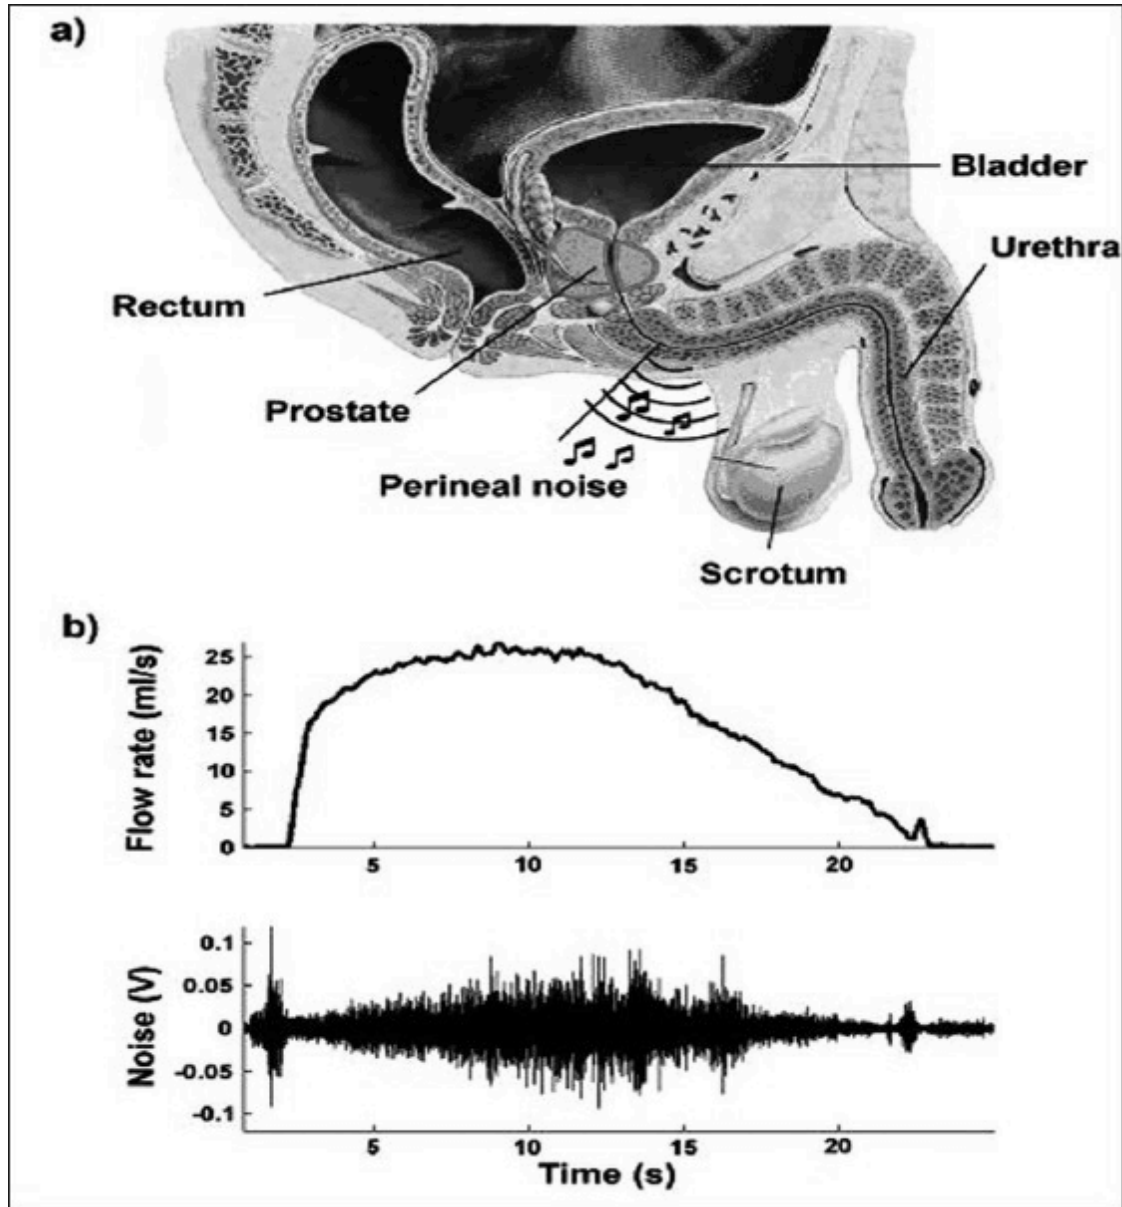 a)
Bladder
Urethra
Rectum
Prostate
Perineal noise
Scrotum
b)
Flow rate (ml/s)
25
20
15
10
5
0
5 10 15 20
Noise (V)
0.1
0.05
0
-0.05
-0.1
5 10 15 20
Time (s)